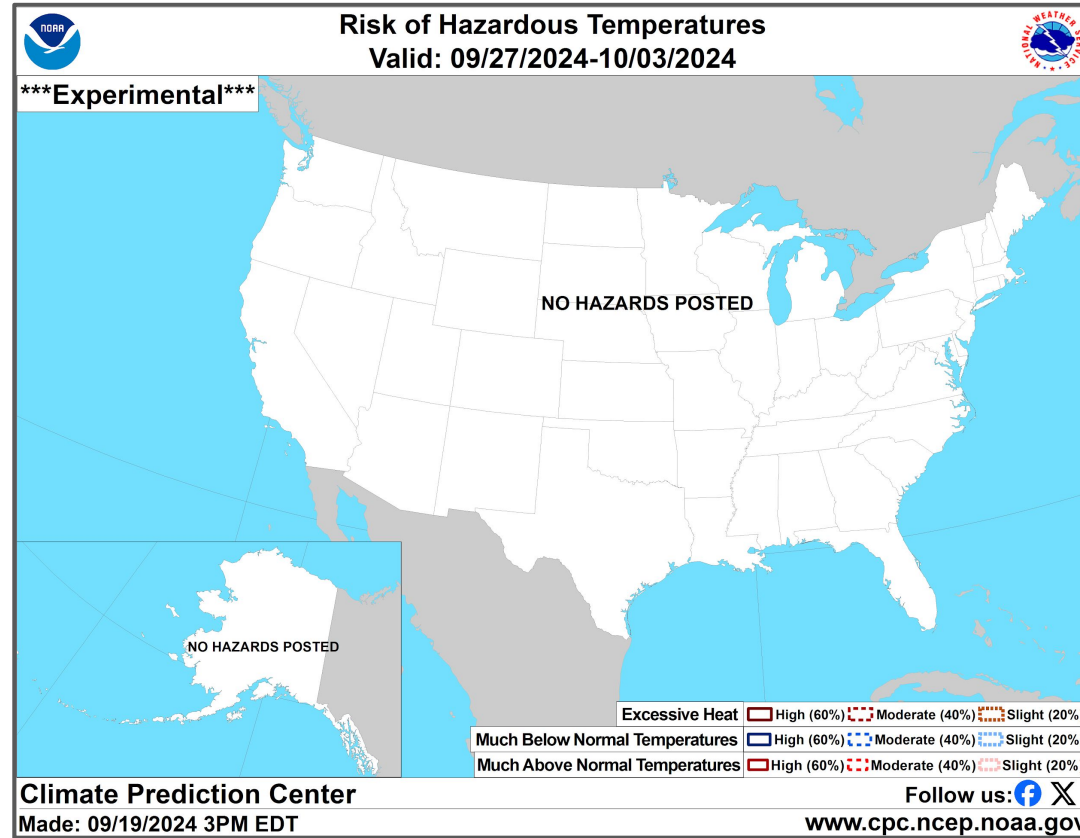 NOAA
Risk of Hazardous Temperatures
Valid: 09/27/2024-10/03/2024
NATIONAL WEATHER SERVICE
***Experimental***
NO HAZARDS POSTED
NO HAZARDS POSTED
Excessive Heat High (60%) Moderate (40%) Slight (20%
Much Below Normal Temperatures High (60%) Moderate (40%) Slight (20%
Much Above Normal Temperatures High (60%) Moderate (40%) Slight (20%
Climate Prediction Center
Follow us:
Made: 09/19/2024 3PM EDT
www.cpc.ncep.noaa.gov